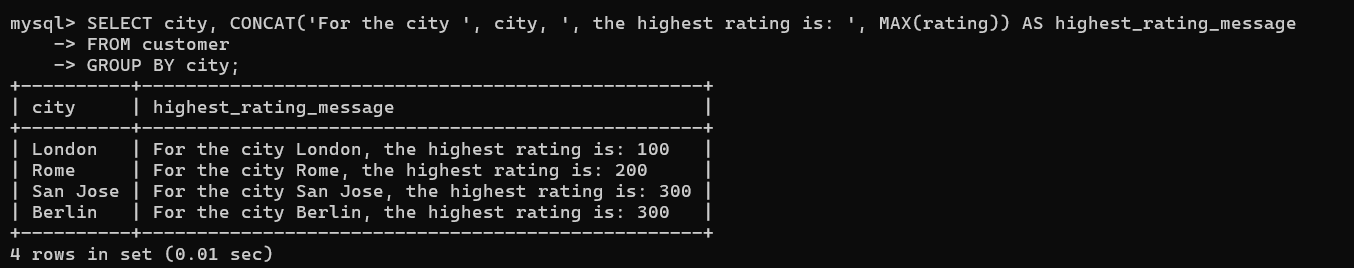 mysql> SELECT city, CONCAT('For the city ', city, ', the highest rating is: ', MAX(rating)) AS highest_rating_message
    -> FROM customer
    -> GROUP BY city;
+----------+---------------------------------------------------+
| city     | highest_rating_message                            |
+----------+---------------------------------------------------+
| London   | For the city London, the highest rating is: 100   |
| Rome     | For the city Rome, the highest rating is: 200     |
| San Jose | For the city San Jose, the highest rating is: 300 |
| Berlin   | For the city Berlin, the highest rating is: 300   |
+----------+---------------------------------------------------+
4 rows in set (0.01 sec)